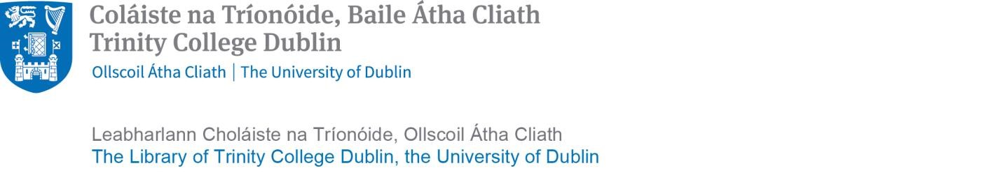 Coláiste na Tríonóide, Baile Átha Cliath
Trinity College Dublin
Ollscoil Átha Cliath | The University of Dublin
Leabharlann Choláiste na Tríonóide, Ollscoil Átha Cliath
The Library of Trinity College Dublin, the University of Dublin